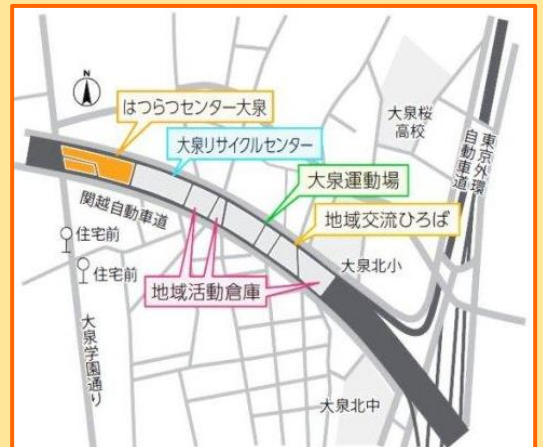 N
はつらつセンター大泉
大泉リサイクルセンター
大泉桜
高校
東京外環
自動車道
大泉運動場
地域交流ひろば
関越自動車道
住宅前
住宅前
地域活動倉庫
大泉北小
大泉学園通り
大泉北中